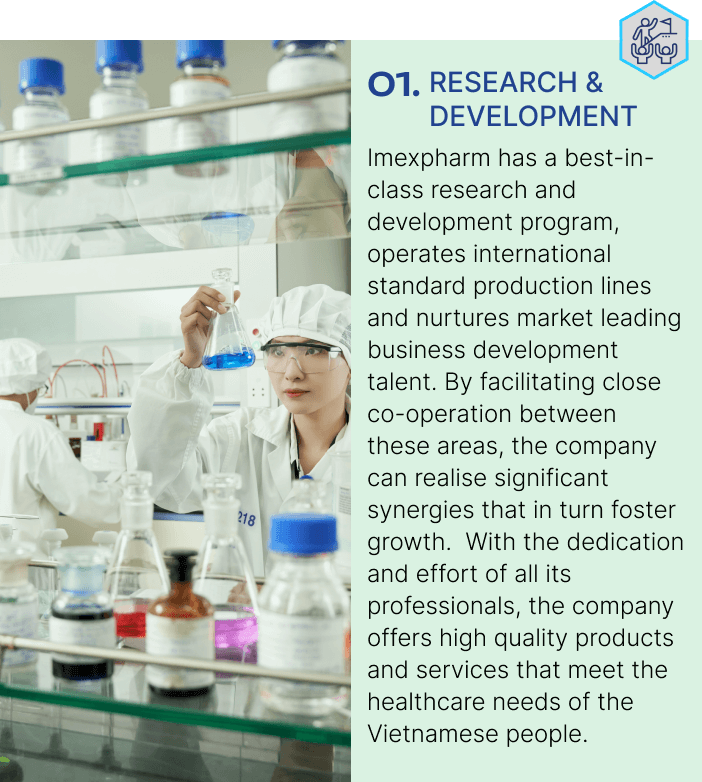 01. RESEARCH &
DEVELOPMENT
Imexpharm has a best-in-
class research and
development program,
operates international
standard production lines
and nurtures market leading
business development
talent. By facilitating close
co-operation between
these areas, the company
can realise significant
synergies that in turn foster
growth.  With the dedication
and effort of all its
professionals, the company
offers high quality products
and services that meet the
healthcare needs of the
Vietnamese people.
218